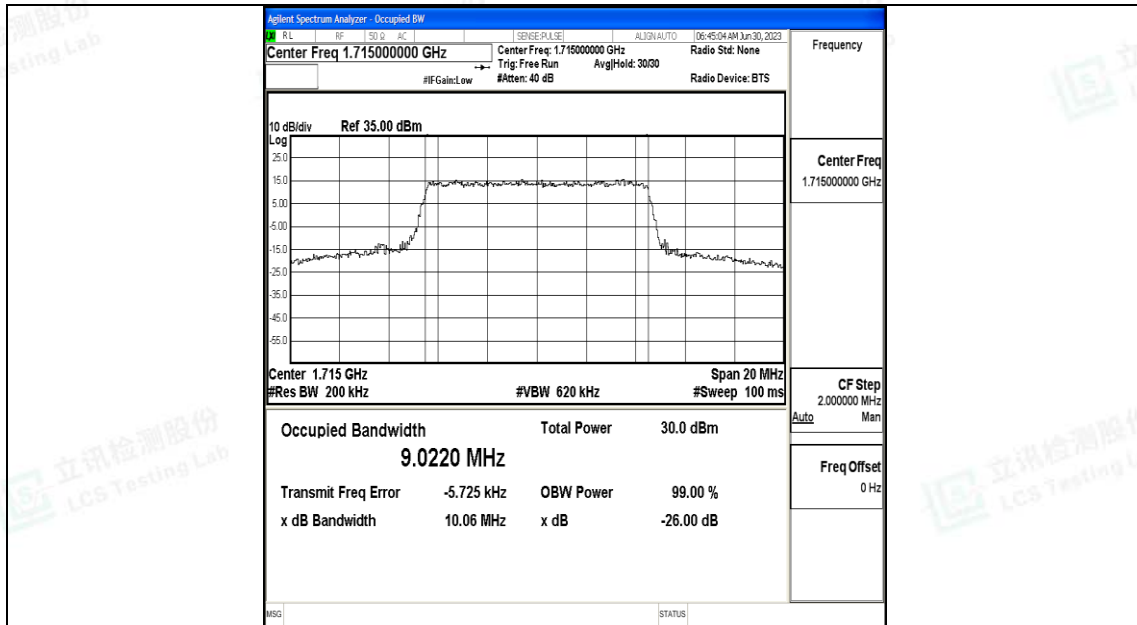 Agilent Spectrum Analyzer - Occupied BW
LXI RL RF 50 Ω AC SENSE:PULSE ALIGN AUTO 06:45:04 AM Jun 30, 2023
Center Freq 1.715000000 GHz
Center Freq: 1.715000000 GHz
Radio Std: None
Trig: Free Run Avg|Hold: 30/30
#IFGain:Low
#Atten: 40 dB
Radio Device: BTS
10 dB/div Ref 35.00 dBm
Log
25.0
15.0
5.00
-5.00
-15.0
-25.0
-35.0
-45.0
-55.0
Center 1.715 GHz Span 20 MHz
#Res BW 200 kHz #VBW 620 kHz #Sweep 100 ms
Occupied Bandwidth Total Power 30.0 dBm
9.0220 MHz
Transmit Freq Error -5.725 kHz OBW Power 99.00 %
x dB Bandwidth 10.06 MHz x dB -26.00 dB
MSG STATUS
Frequency
Center Freq
1.715000000 GHz
CF Step
2.000000 MHz
Auto Man
Freq Offset
0 Hz
立讯检测股份
LCS Testing Lab
立讯检测股份
LCS Testing L
测股份
sting Lab
立
LC